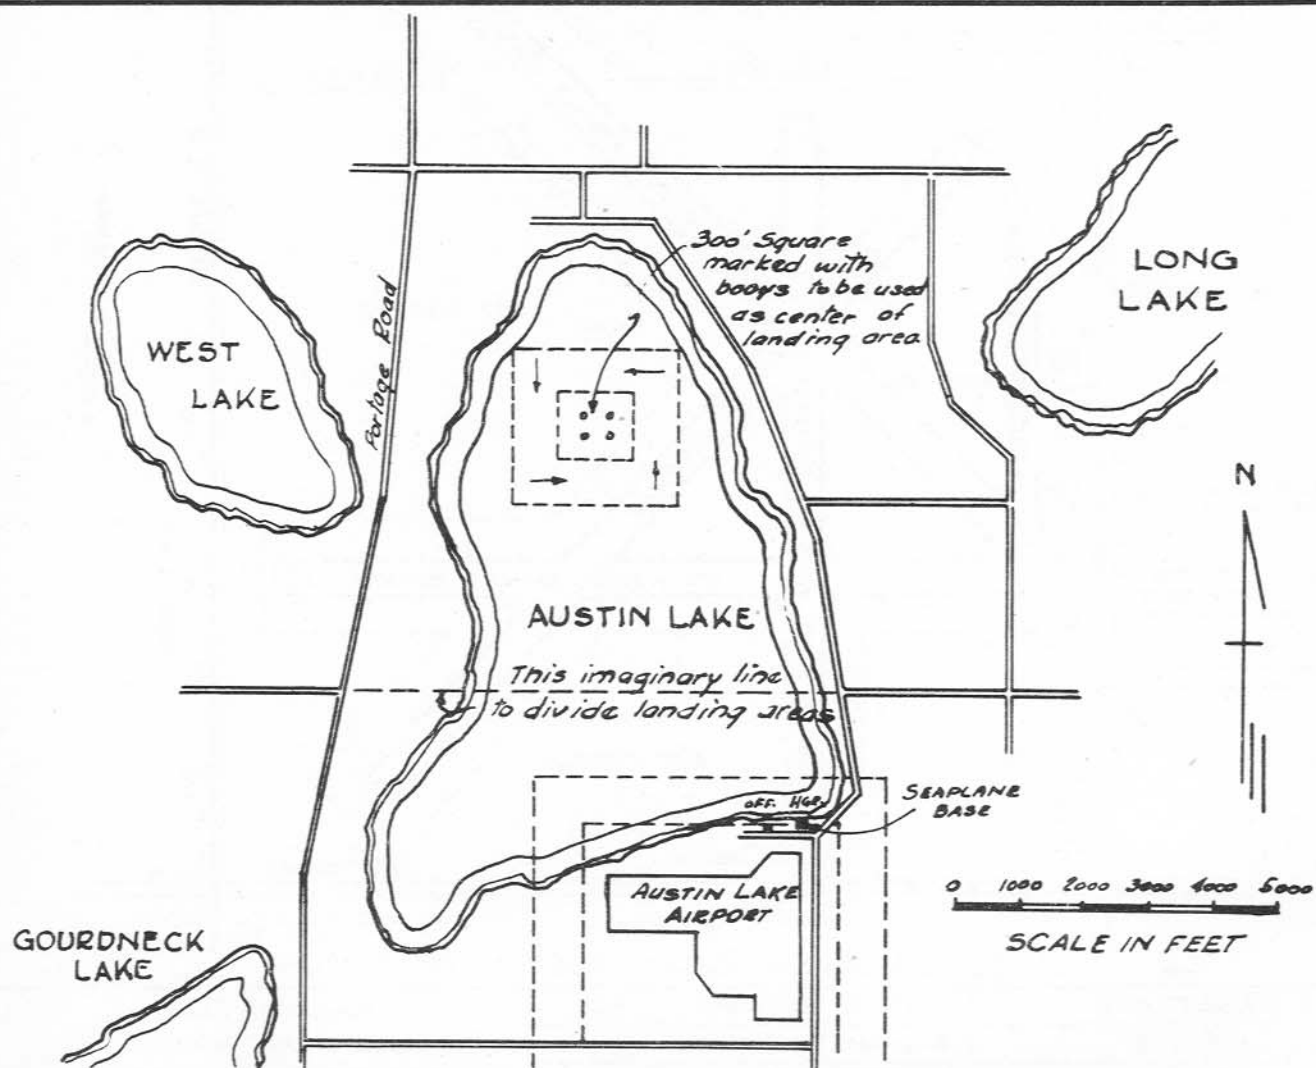 300' Square
marked with
booys to be used
as center of
landing area
LONG
LAKE
WEST
LAKE
Portage Road
N
AUSTIN LAKE
This imaginary line
to divide landing areas
OFF. HGR.
SEAPLANE
BASE
AUSTIN LAKE
AIRPORT
0 1000 2000 3000 4000 5000
SCALE IN FEET
GOURDNECK
LAKE